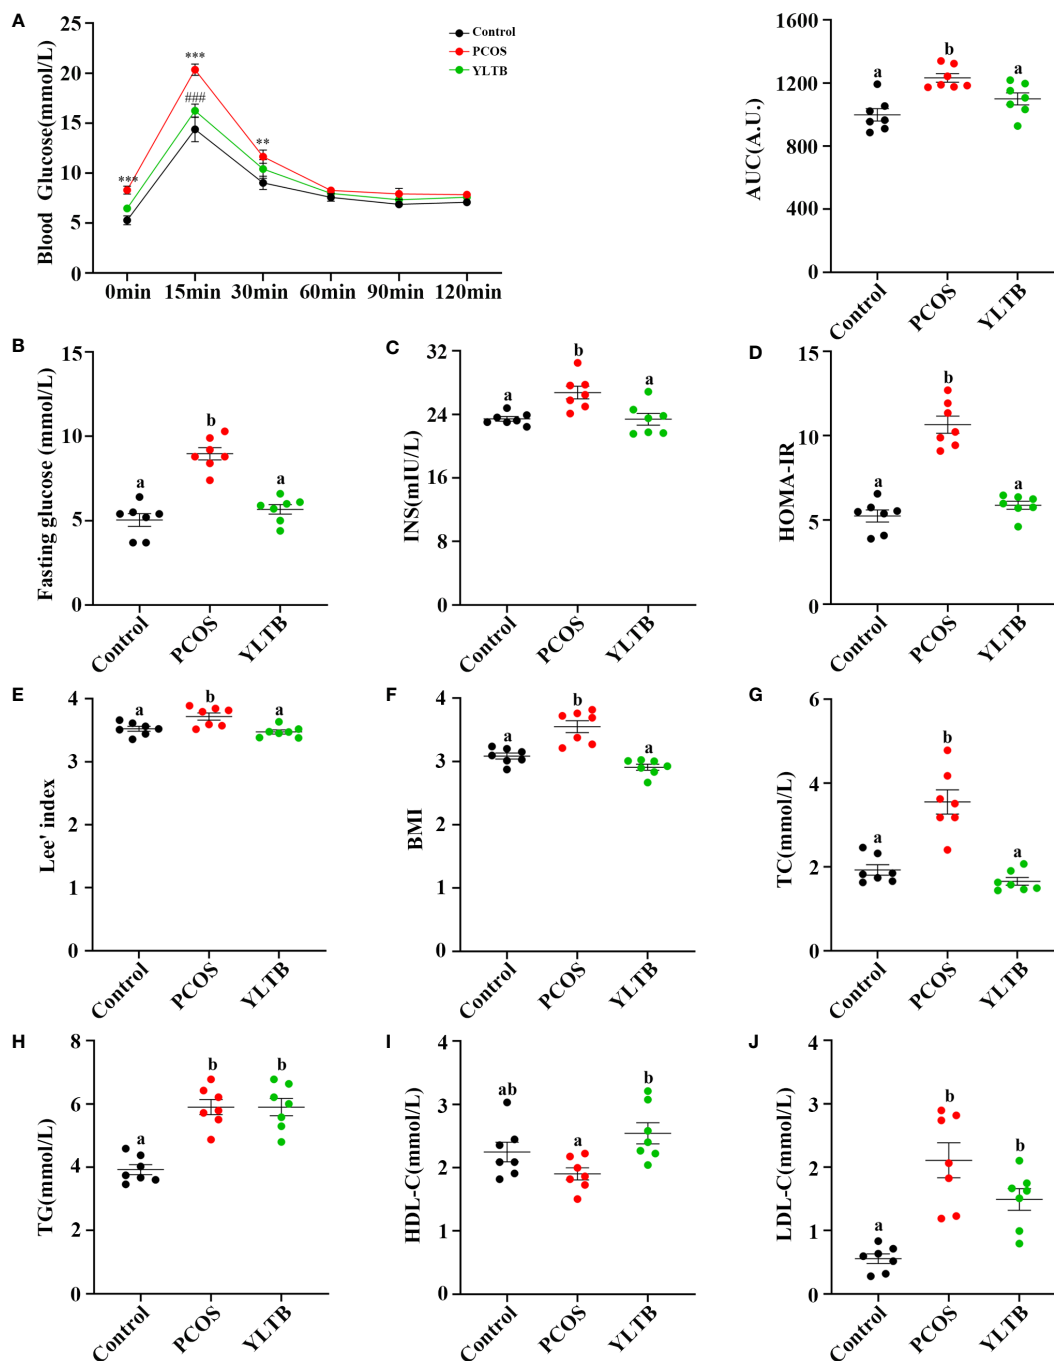 A
Blood Glucose(mmol/L)
25
20
15
10
5
0
***
###
***
**
Control
PCOS
YLTB
0min 15min 30min 60min 90min 120min
AUC(A.U.)
1600
1200
800
400
0
a b a
Control PCOS YLTB
B
Fasting glucose (mmol/L)
15
10
5
0
a b a
Control PCOS YLTB
C
INS(mIU/L)
32
24
16
8
0
a b a
Control PCOS YLTB
D
HOMA-IR
15
10
5
0
a b a
Control PCOS YLTB
E
Lee' index
4
3
2
1
0
a b a
Control PCOS YLTB
F
BMI
4
3
2
1
0
a b a
Control PCOS YLTB
G
TC(mmol/L)
6
4
2
0
a b a
Control PCOS YLTB
H
TG(mmol/L)
8
6
4
2
0
a b b
Control PCOS YLTB
I
HDL-C(mmol/L)
4
3
2
1
0
ab a b
Control PCOS YLTB
J
LDL-C(mmol/L)
4
3
2
1
0
a b b
Control PCOS YLTB